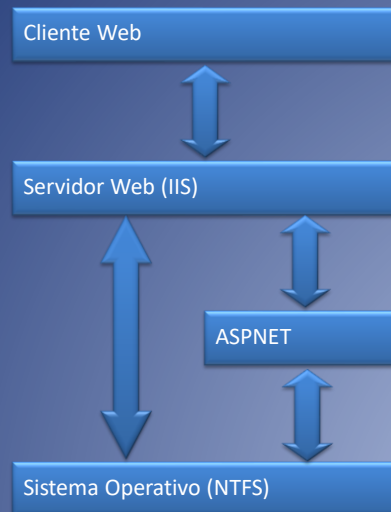 Cliente Web
Servidor Web (IIS)
ASPNET
Sistema Operativo (NTFS)